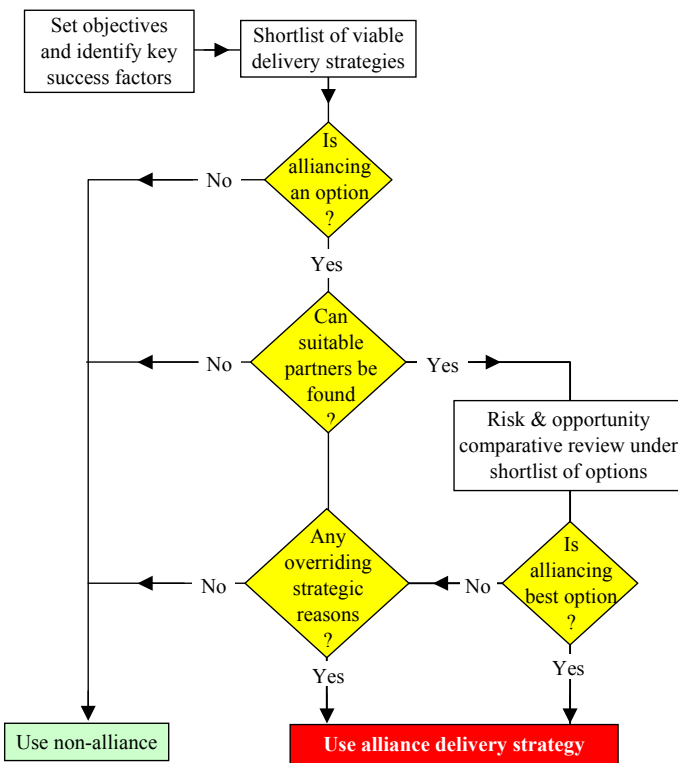 Set objectives
and identify key
success factors
Shortlist of viable
delivery strategies
Is
alliancing
an option
?
No
Yes
Can
suitable
partners be
found
?
No
Yes
Risk & opportunity
comparative review under
shortlist of options
Any
overriding
strategic
reasons
?
No
Yes
Is
alliancing
best option
?
No
Yes
Use non-alliance
Use alliance delivery strategy